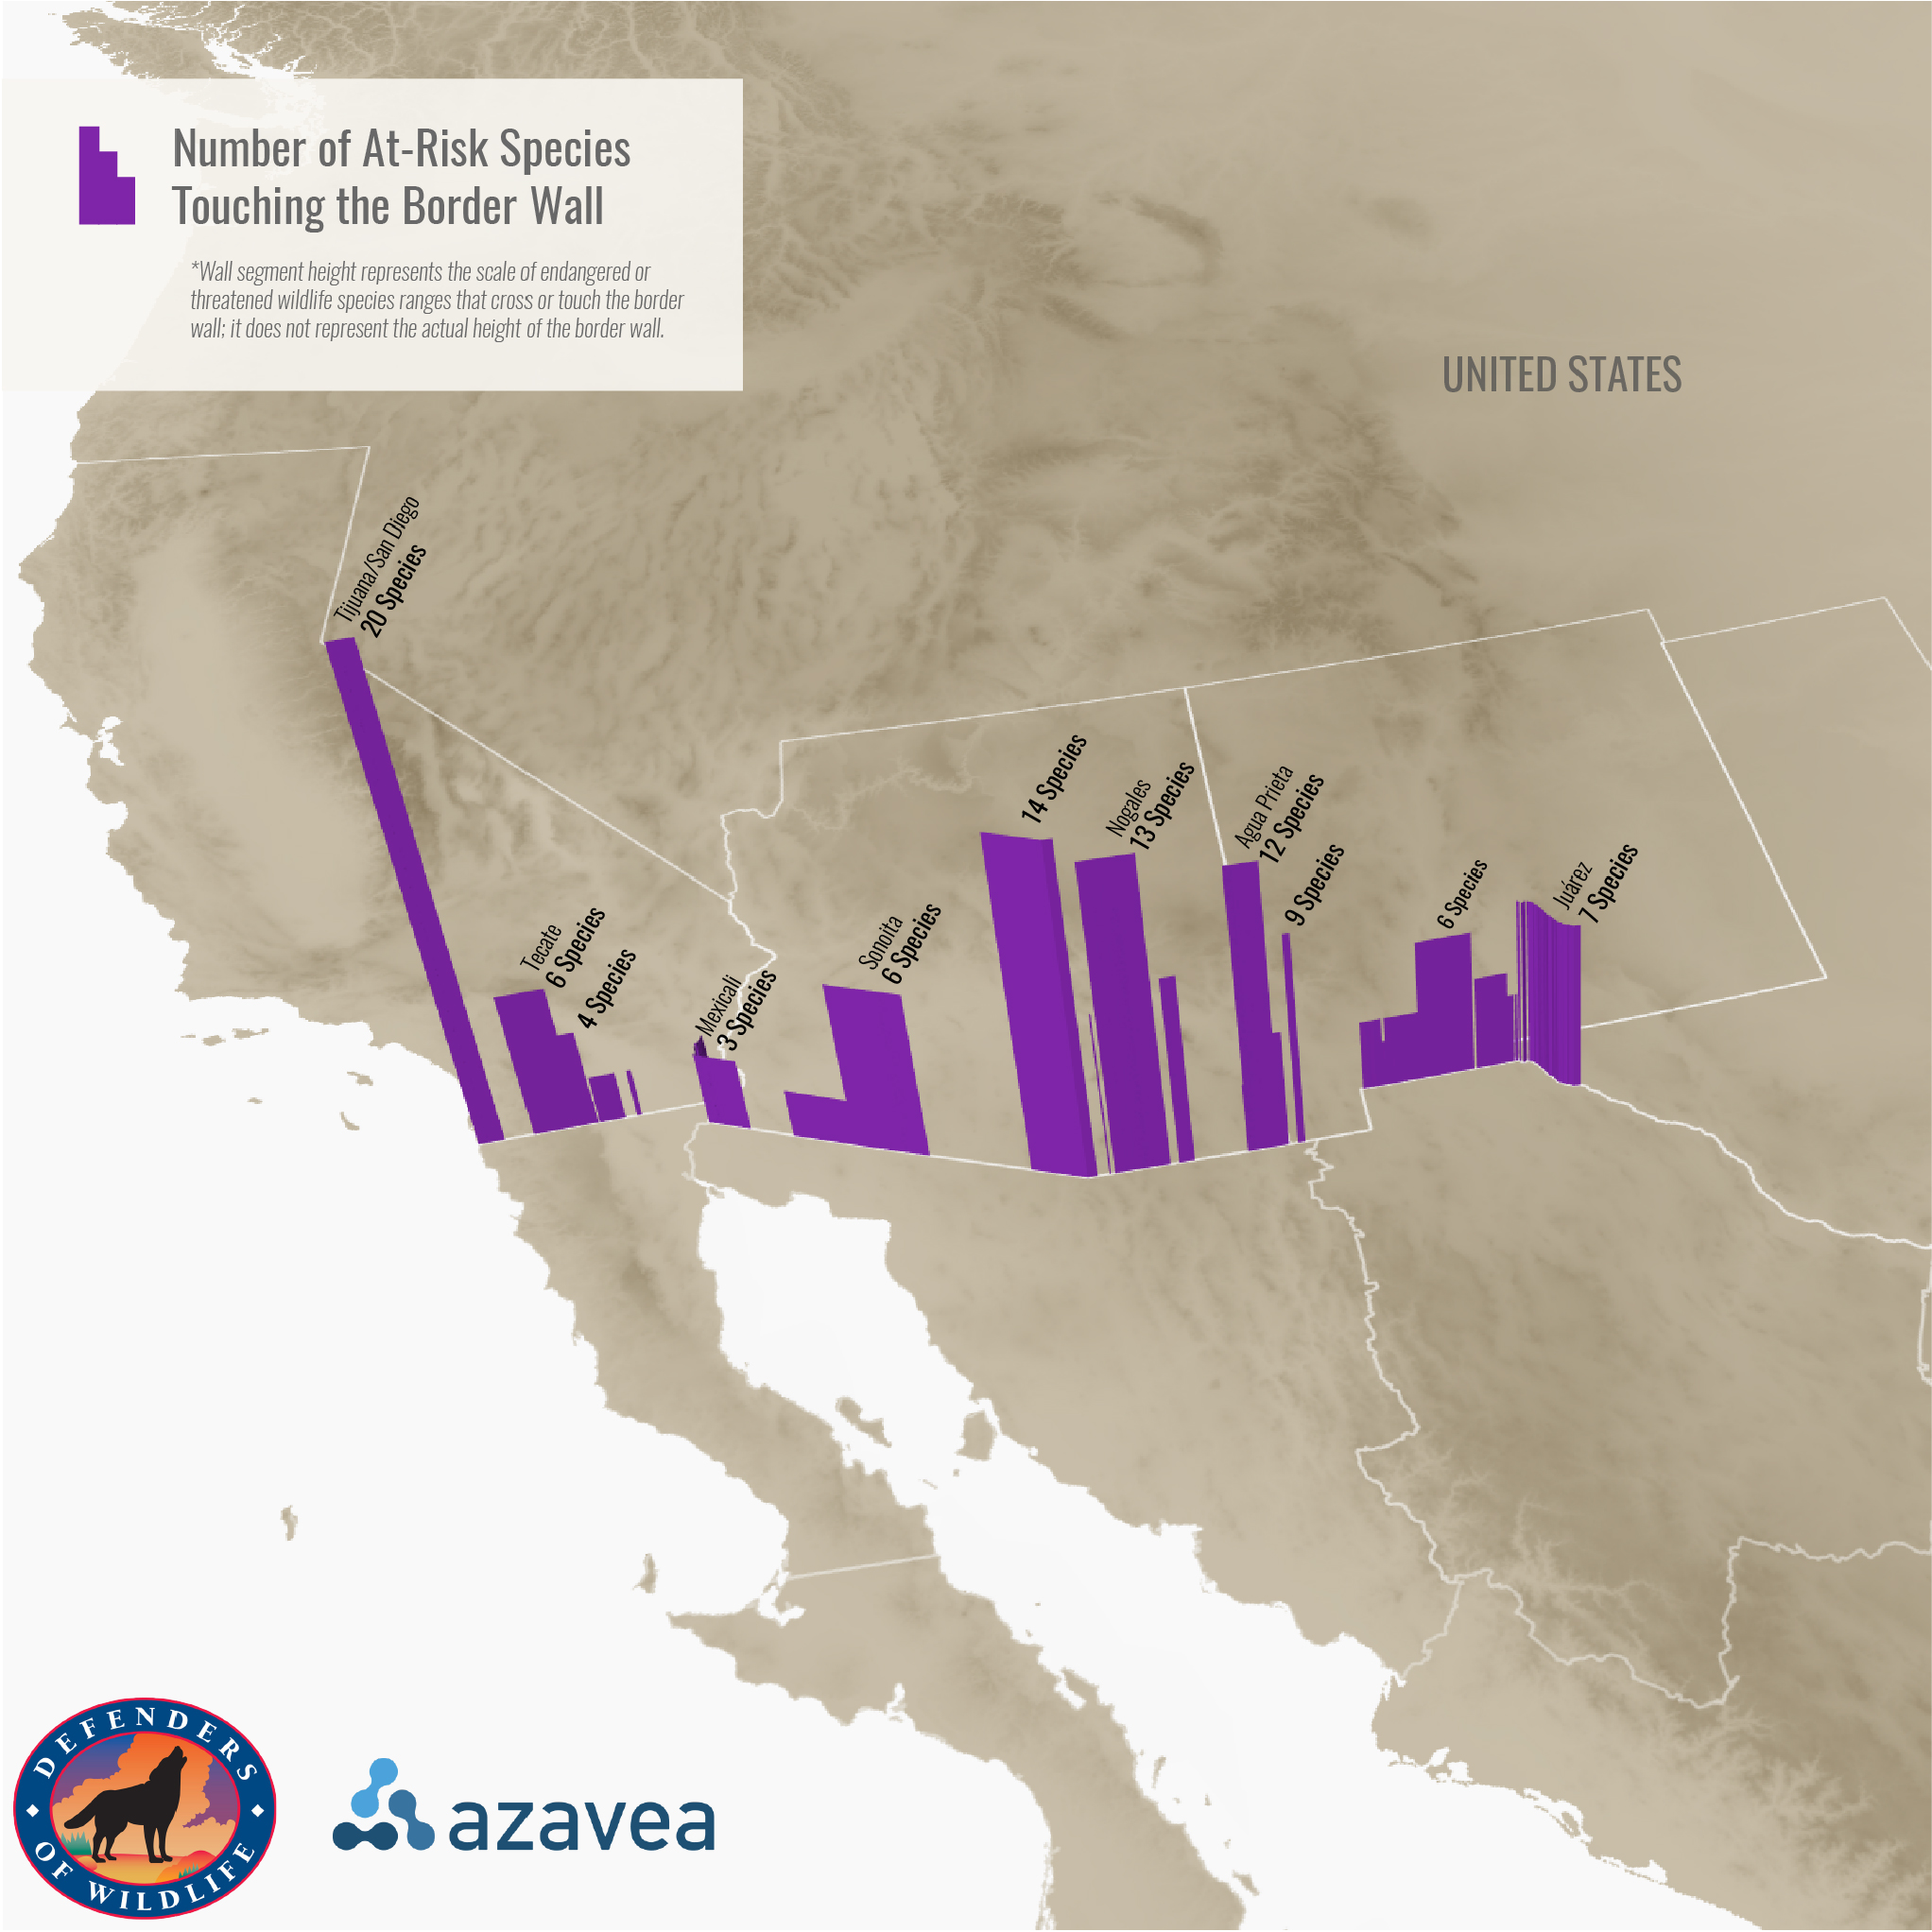 Number of At-Risk Species
Touching the Border Wall
*Wall segment height represents the scale of endangered or
threatened wildlife species ranges that cross or touch the border
wall; it does not represent the actual height of the border wall.
UNITED STATES
Tijuana/San Diego
20 Species
Tecate
6 Species
4 Species
Mexicali
3 Species
Sonoita
6 Species
14 Species
Nogales
13 Species
Agua Prieta
12 Species
9 Species
6 Species
Juárez
7 Species
DEFENDERS
OF WILDLIFE
azavea